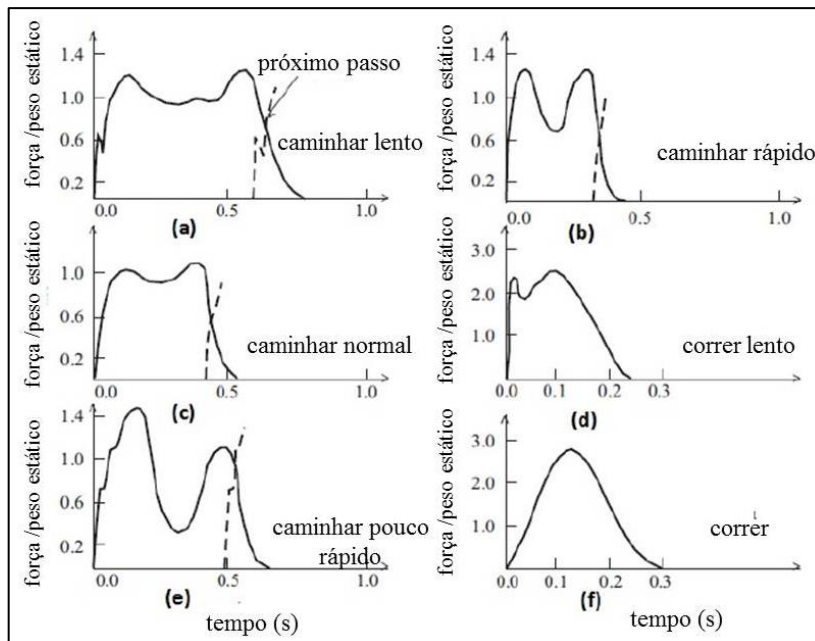 força /peso estático
1.4
1.0
0.6
0.2
0.0
0.5
1.0
próximo passo
caminhar lento
(a)
força /peso estático
1.4
1.0
0.6
0.2
0.0
0.5
1.0
caminhar rápido
(b)
força /peso estático
1.0
0.6
0.2
0.0
0.5
1.0
caminhar normal
(c)
força /peso estático
3.0
2.0
1.0
0.0
0.1
0.2
0.3
correr lento
(d)
força /peso estático
1.4
1.0
0.6
0.2
0.0
0.5
1.0
caminhar pouco
rápido
(e)
tempo (s)
força /peso estático
3.0
2.0
1.0
0.0
0.1
0.2
0.3
correr
(f)
tempo (s)